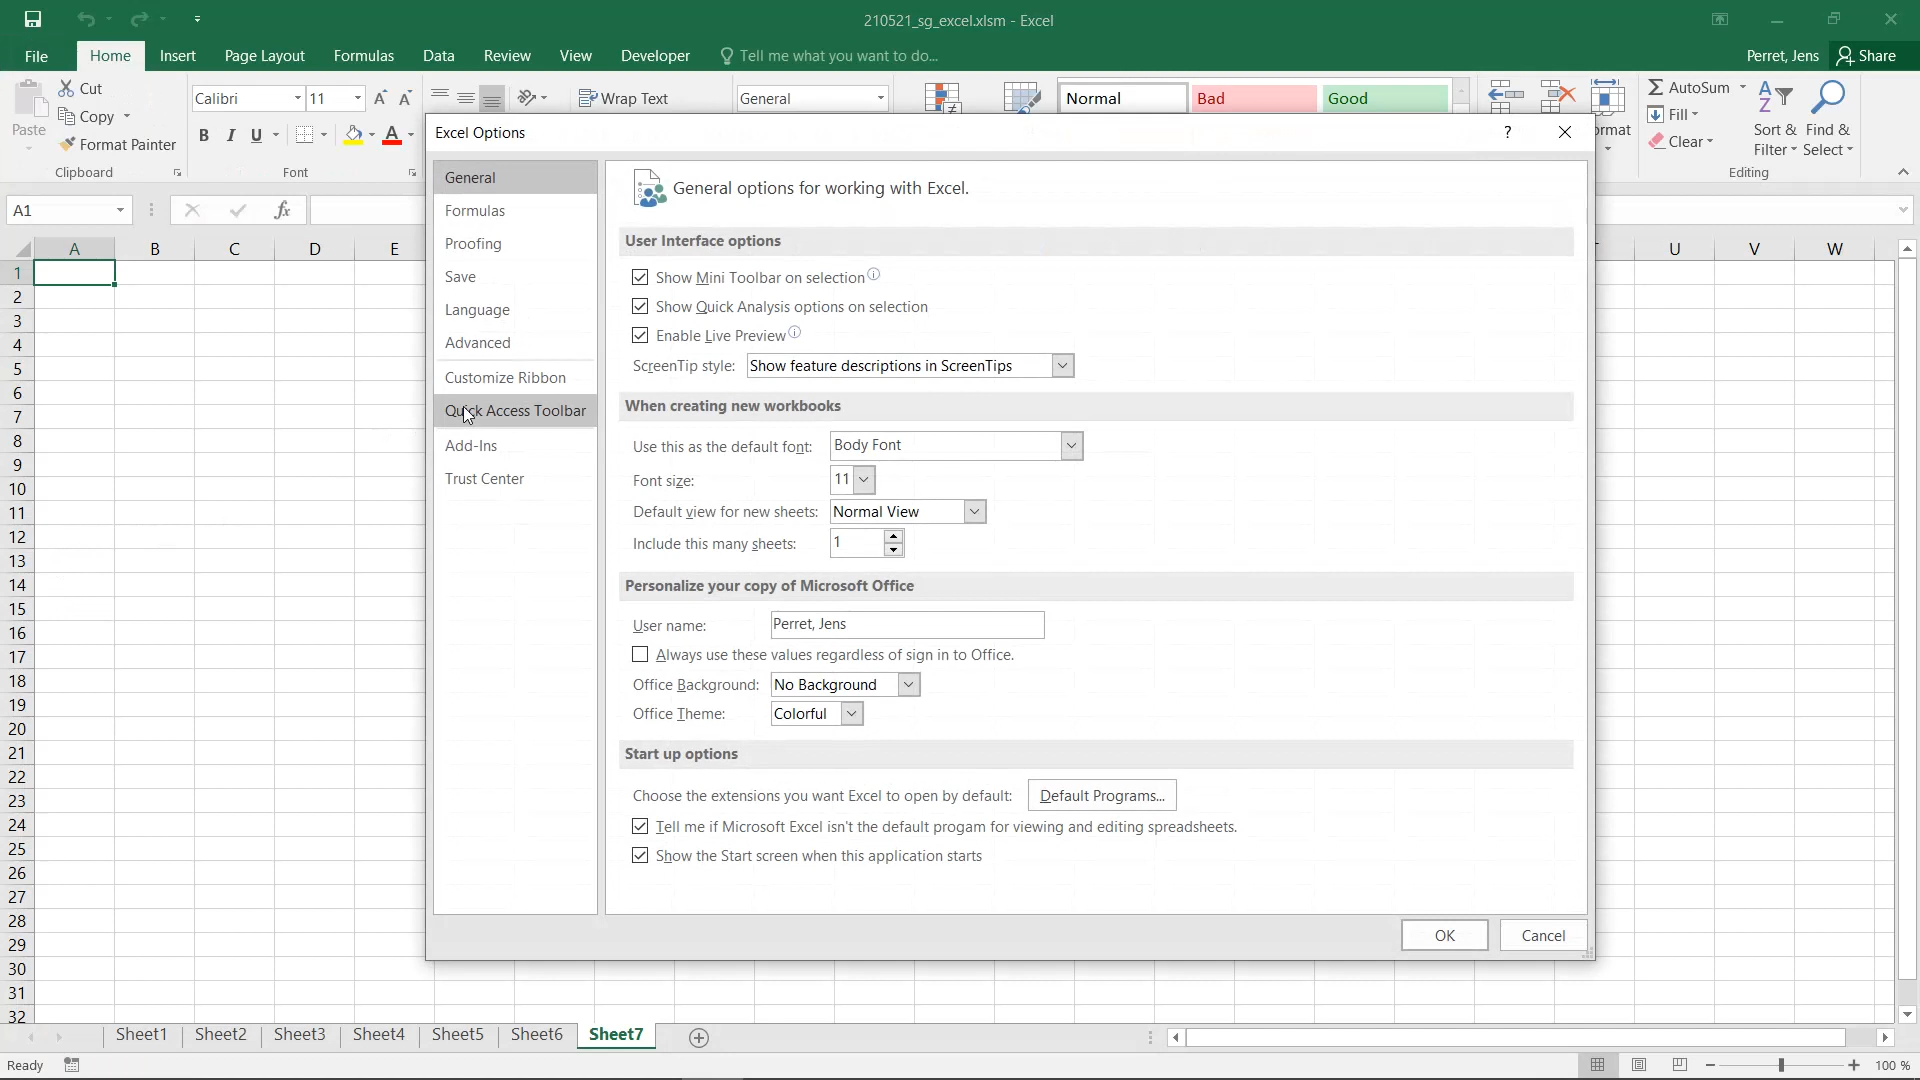 210521_sg_excel.xlsm - Excel
File Home Insert Page Layout Formulas Data Review View Developer Tell me what you want to do... Perret, Jens Share
Paste
Cut
Copy
Format Painter
Clipboard
Calibri 11
B I U A
Font
Wrap Text
General
Normal Bad Good
AutoSum
Fill
Clear
Sort & Filter
Find & Select
Editing
A1
fx
A B C D E U V W
1
2
3
4
5
6
7
8
9
10
11
12
13
14
15
16
17
18
19
20
21
22
23
24
25
26
27
28
29
30
31
32
Excel Options ?
General
Formulas
Proofing
Save
Language
Advanced
Customize Ribbon
Quick Access Toolbar
Add-Ins
Trust Center
General options for working with Excel.
User Interface options
Show Mini Toolbar on selection
Show Quick Analysis options on selection
Enable Live Preview
ScreenTip style: Show feature descriptions in ScreenTips
When creating new workbooks
Use this as the default font: Body Font
Font size: 11
Default view for new sheets: Normal View
Include this many sheets: 1
Personalize your copy of Microsoft Office
User name: Perret, Jens
Always use these values regardless of sign in to Office.
Office Background: No Background
Office Theme: Colorful
Start up options
Choose the extensions you want Excel to open by default: Default Programs...
Tell me if Microsoft Excel isn't the default progam for viewing and editing spreadsheets.
Show the Start screen when this application starts
OK Cancel
Sheet1 Sheet2 Sheet3 Sheet4 Sheet5 Sheet6 Sheet7
Ready 100 %